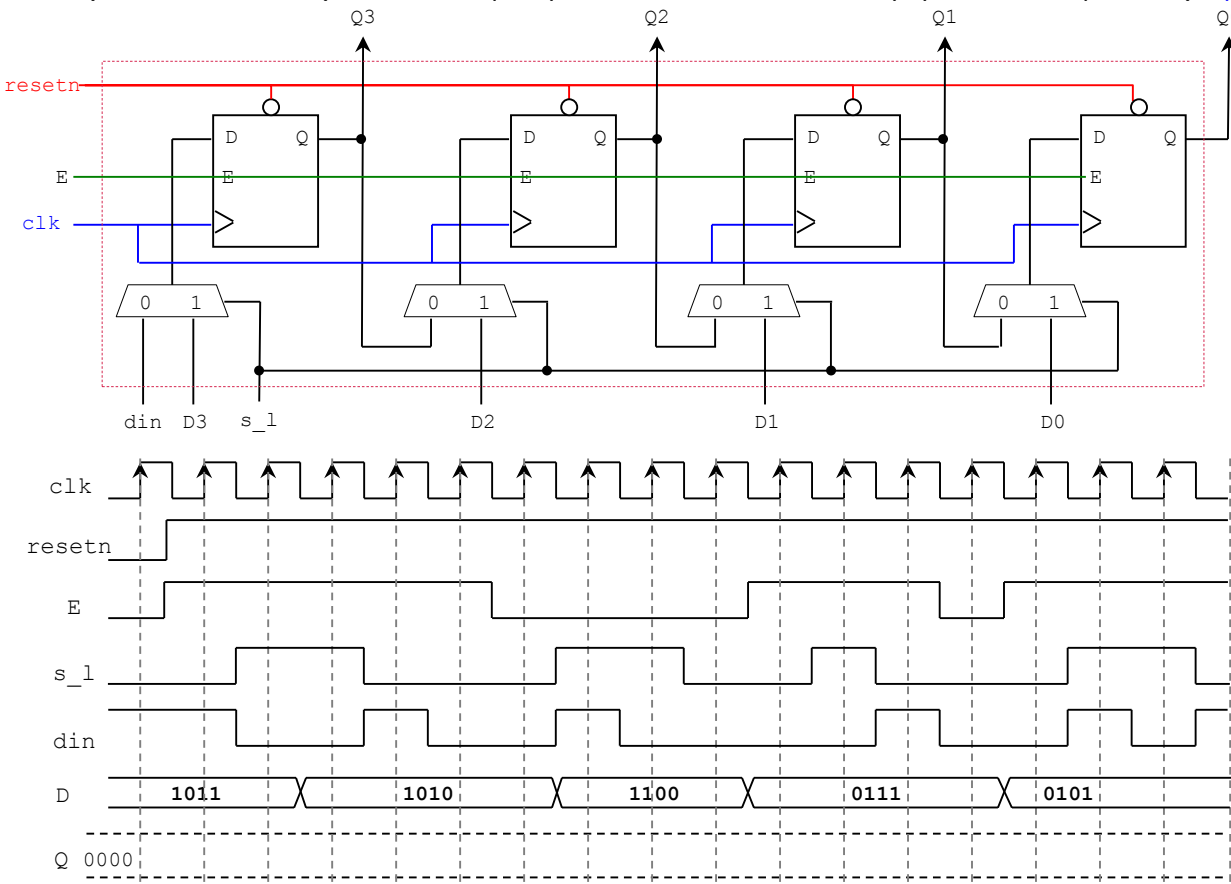 Q3 Q2 Q1 Q
resetn
D Q D Q D Q D Q
E E E E E
clk
0 1 0 1 0 1 0 1
din D3 s_l D2 D1 D0
clk
resetn
E
s_l
din
D 1011 1010 1100 0111 0101
Q 0000